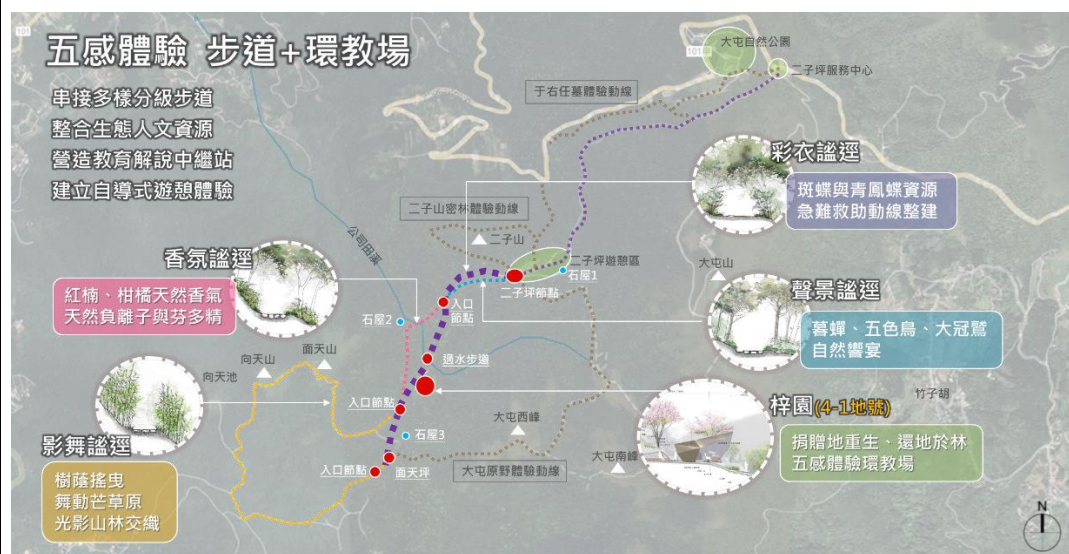 五感體驗 步道+環教場
串接多樣分級步道
整合生態人文資源
營造教育解說中繼站
建立自導式遊憩體驗
101
101
大屯自然公園
二子坪服務中心
于右任墓體驗動線
彩衣謐逕
斑蝶與青鳳蝶資源
急難救助動線整建
二子山密林體驗動線
二子山
公司田溪
二子坪遊憩區
石屋1
二子坪節點
大屯山
香氛謐逕
紅楠、柑橘天然香氣
天然負離子與芬多精
入口
節點
石屋2
過水步道
聲景謐逕
暮蟬、五色鳥、大冠鷲
自然響宴
向天山
面天山
向天池
入口節點
石屋3
大屯西峰
竹子胡
梓園(4-1地號)
捐贈地重生、還地於林
五感體驗環教場
影舞謐逕
樹蔭搖曳
舞動芒草原
光影山林交織
入口節點
面天坪
大屯原野體驗動線
大屯南峰
N